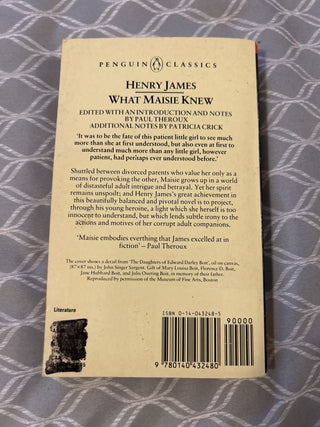 PENGUIN CLASSICS
HENRY JAMES
WHAT MAISIE KNEW
EDITED WITH AN INTRODUCTION AND NOTES
BY PAUL THEROUX
ADDITIONAL NOTES BY PATRICIA CRICK
'It was to be the fate of this patient little girl to see much
more than she at first understood, but also even at first to
understand much more than any little girl, however
patient, had perhaps ever understood before.'
Shuttled between divorced parents who value her only as a
means for provoking the other, Maisie grows up in a world
of distasteful adult intrigue and betrayal. Yet her spirit
remains unspoilt; and Henry James's great achievement in
this beautifully balanced and pivotal novel is to project,
through his young heroine, a light which she herself is too
innocent to understand, but which lends subtle irony to the
actions and motives of her corrupt adult companions.
'Maisie embodies everthing that James excelled at in
fiction' – Paul Theroux
The cover shows a detail from 'The Daughters of Edward Darley Boit', oil on canvas,
(87×87 ins.) by John Singer Sargent. Gift of Mary Louisa Boit, Florence D. Boit,
Jane Hubbard Boit, and Julia Overing Boit, in memory of their father.
Reproduced by permission of the Museum of Fine Arts, Boston
Literature
ISBN 0-14-043248-5
90000
9 780140 432480